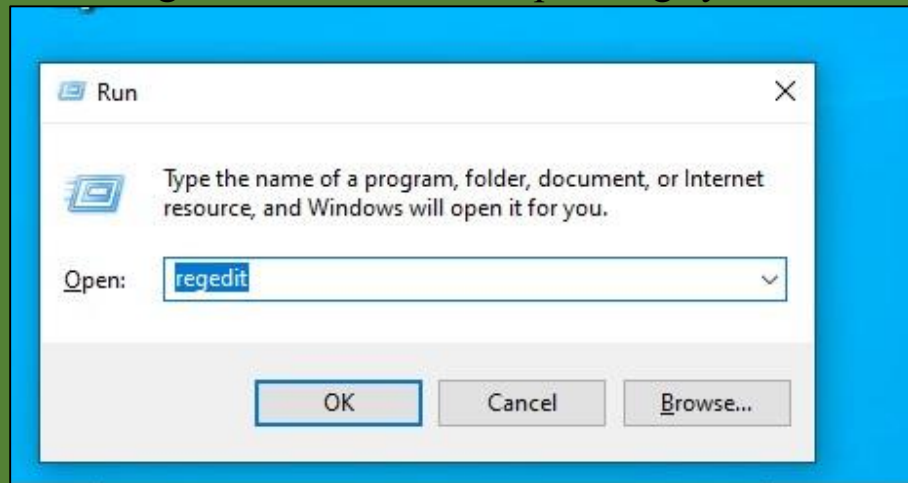 Run
Type the name of a program, folder, document, or Internet
resource, and Windows will open it for you.
Open: regedit
OK Cancel Browse...